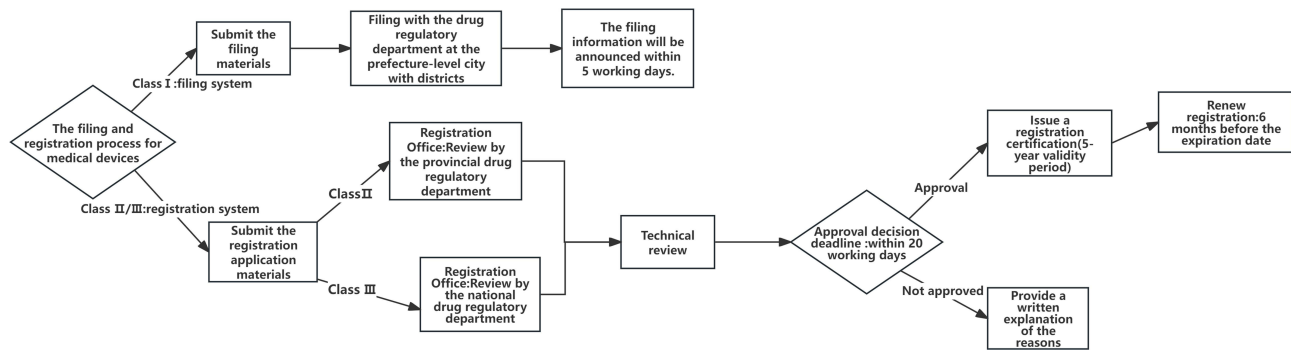 The filing and
registration process for
medical devices
Class Ⅰ:filing system
Submit the
filing
materials
Filing with the drug
regulatory
department at the
prefecture-level city
with districts
The filing
information will be
announced within
5 working days.
Class Ⅱ/Ⅲ:registration system
Submit the
registration
application
materials
ClassⅡ
Registration
Office:Review by
the provincial drug
regulatory
department
Class Ⅲ
Registration
Office:Review by
the national
drug regulatory
department
Technical
review
Approval decision
deadline :within 20
working days
Approval
Issue a
registration
certification(5-
year validity
period)
Renew
registration:6
months before the
expiration date
Not approved
Provide a
written
explanation
of the
reasons